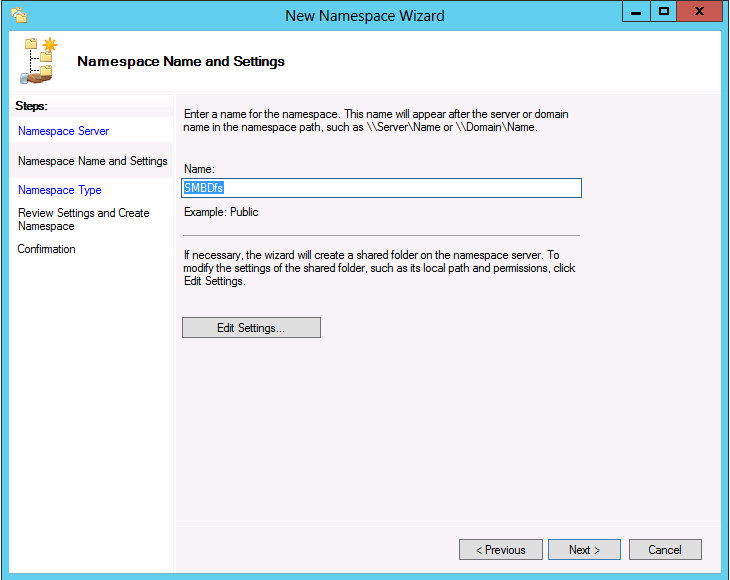 New Namespace Wizard
Namespace Name and Settings
Steps:
Namespace Server
Namespace Name and Settings
Namespace Type
Review Settings and Create
Namespace
Confirmation
Enter a name for the namespace. This name will appear after the server or domain
name in the namespace path, such as \\Server\Name or \\Domain\Name.
Name:
SMBDfs
Example: Public
If necessary, the wizard will create a shared folder on the namespace server. To
modify the settings of the shared folder, such as its local path and permissions, click
Edit Settings.
Edit Settings...
< Previous
Next >
Cancel